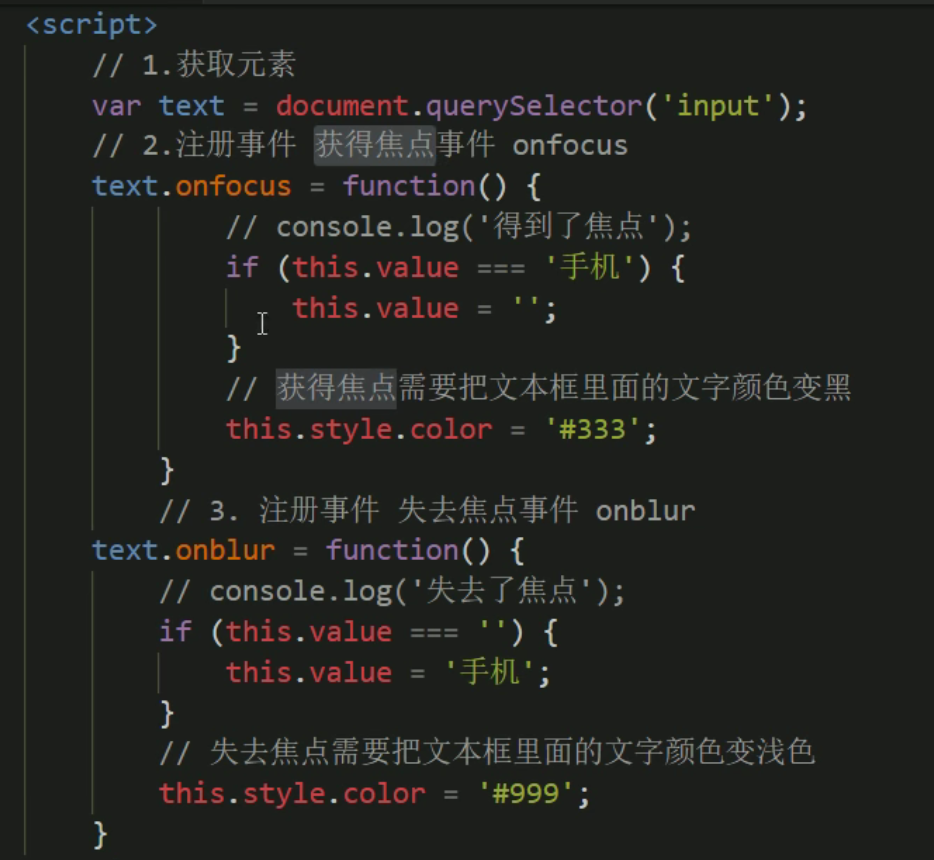 <script>
// 1.获取元素
var text = document.querySelector('input');
// 2.注册事件 获得焦点事件 onfocus
text.onfocus = function() {
// console.log('得到了焦点');
if (this.value === '手机') {
this.value = '';
}
// 获得焦点需要把文本框里面的文字颜色变黑
this.style.color = '#333';
}
// 3. 注册事件 失去焦点事件 onblur
text.onblur = function() {
// console.log('失去了焦点');
if (this.value === '') {
this.value = '手机';
}
// 失去焦点需要把文本框里面的文字颜色变浅色
this.style.color = '#999';
}